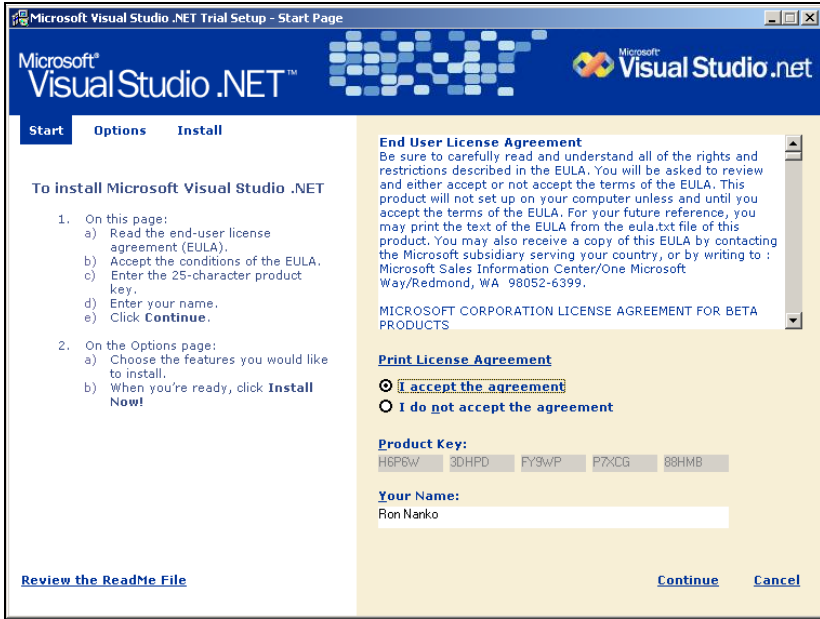 Microsoft Visual Studio .NET Trial Setup - Start Page
Microsoft®
Visual Studio .NET™
Microsoft
Visual Studio.net
Start Options Install
To install Microsoft Visual Studio .NET
1. On this page:
a) Read the end-user license
agreement (EULA).
b) Accept the conditions of the EULA.
c) Enter the 25-character product
key.
d) Enter your name.
e) Click Continue.
2. On the Options page:
a) Choose the features you would like
to install.
b) When you're ready, click Install
Now!
Review the ReadMe File
End User License Agreement
Be sure to carefully read and understand all of the rights and
restrictions described in the EULA. You will be asked to review
and either accept or not accept the terms of the EULA. This
product will not set up on your computer unless and until you
accept the terms of the EULA. For your future reference, you
may print the text of the EULA from the eula.txt file of this
product. You may also receive a copy of this EULA by contacting
the Microsoft subsidiary serving your country, or by writing to :
Microsoft Sales Information Center/One Microsoft
Way/Redmond, WA 98052-6399.
MICROSOFT CORPORATION LICENSE AGREEMENT FOR BETA
PRODUCTS
Print License Agreement
I accept the agreement
I do not accept the agreement
Product Key:
H6P6W 3DHPD FY9WP P7XCG 88HMB
Your Name:
Ron Nanko
Continue Cancel